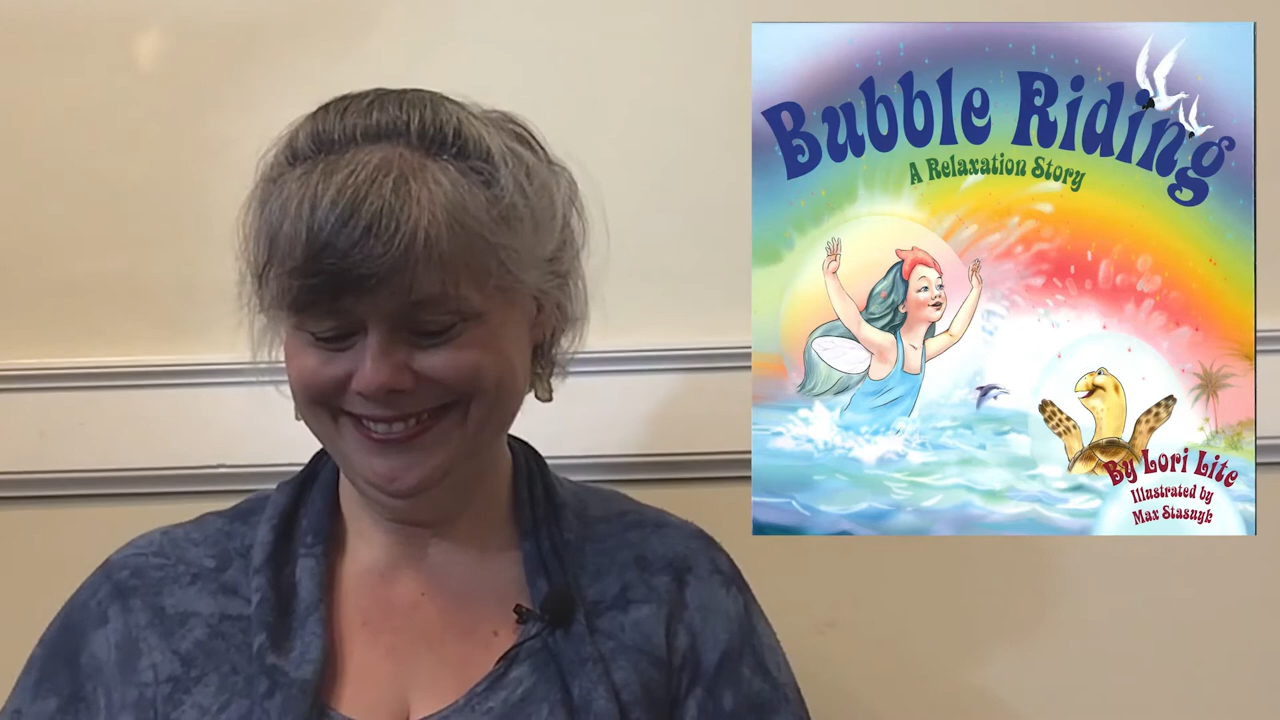 Bubble Riding
A Relaxation Story
By Lori Lite
Illustrated by
Max Stasuyk